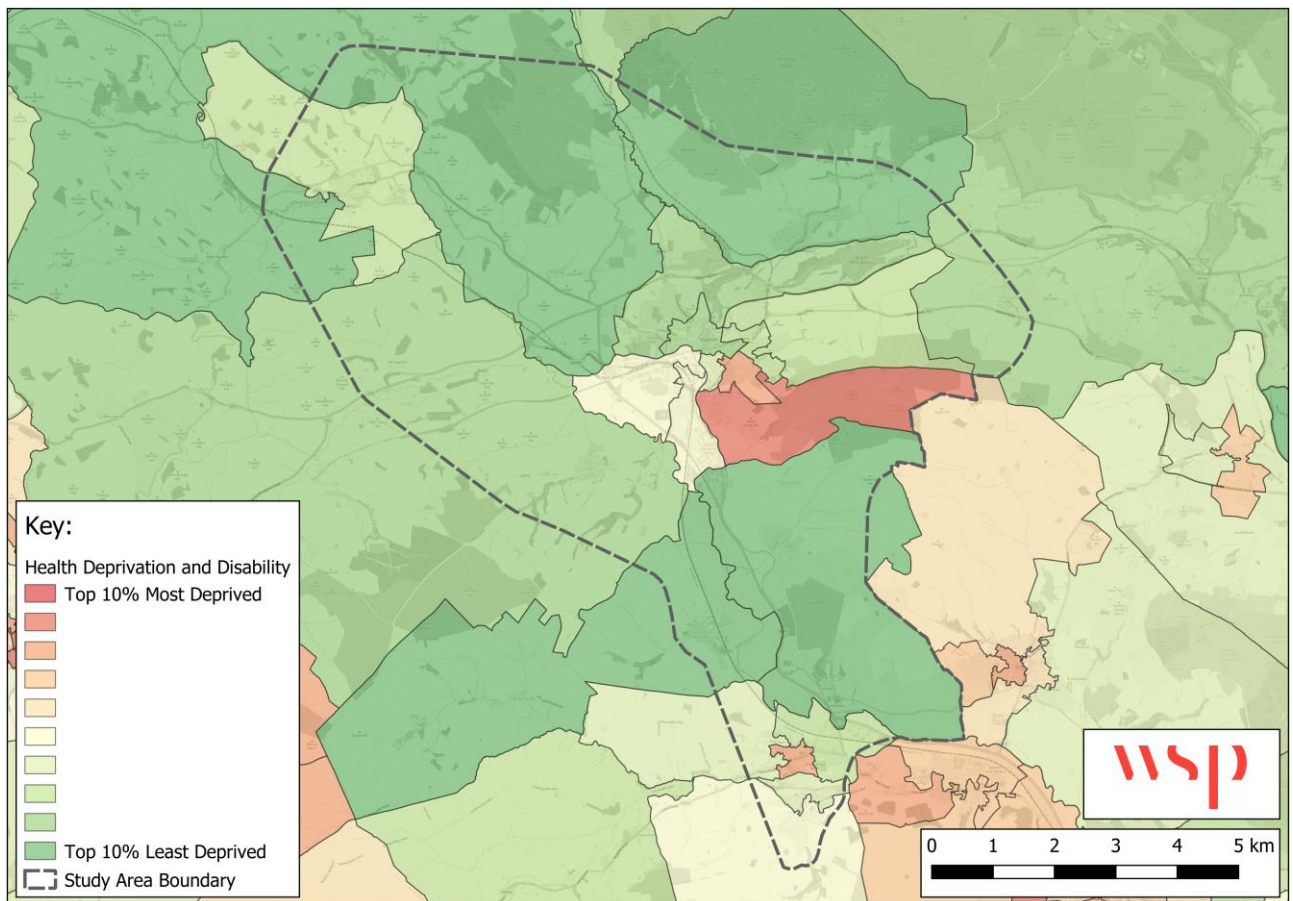 Key:
Health Deprivation and Disability
Top 10% Most Deprived
Top 10% Least Deprived
Study Area Boundary
wsp
0 1 2 3 4 5 km